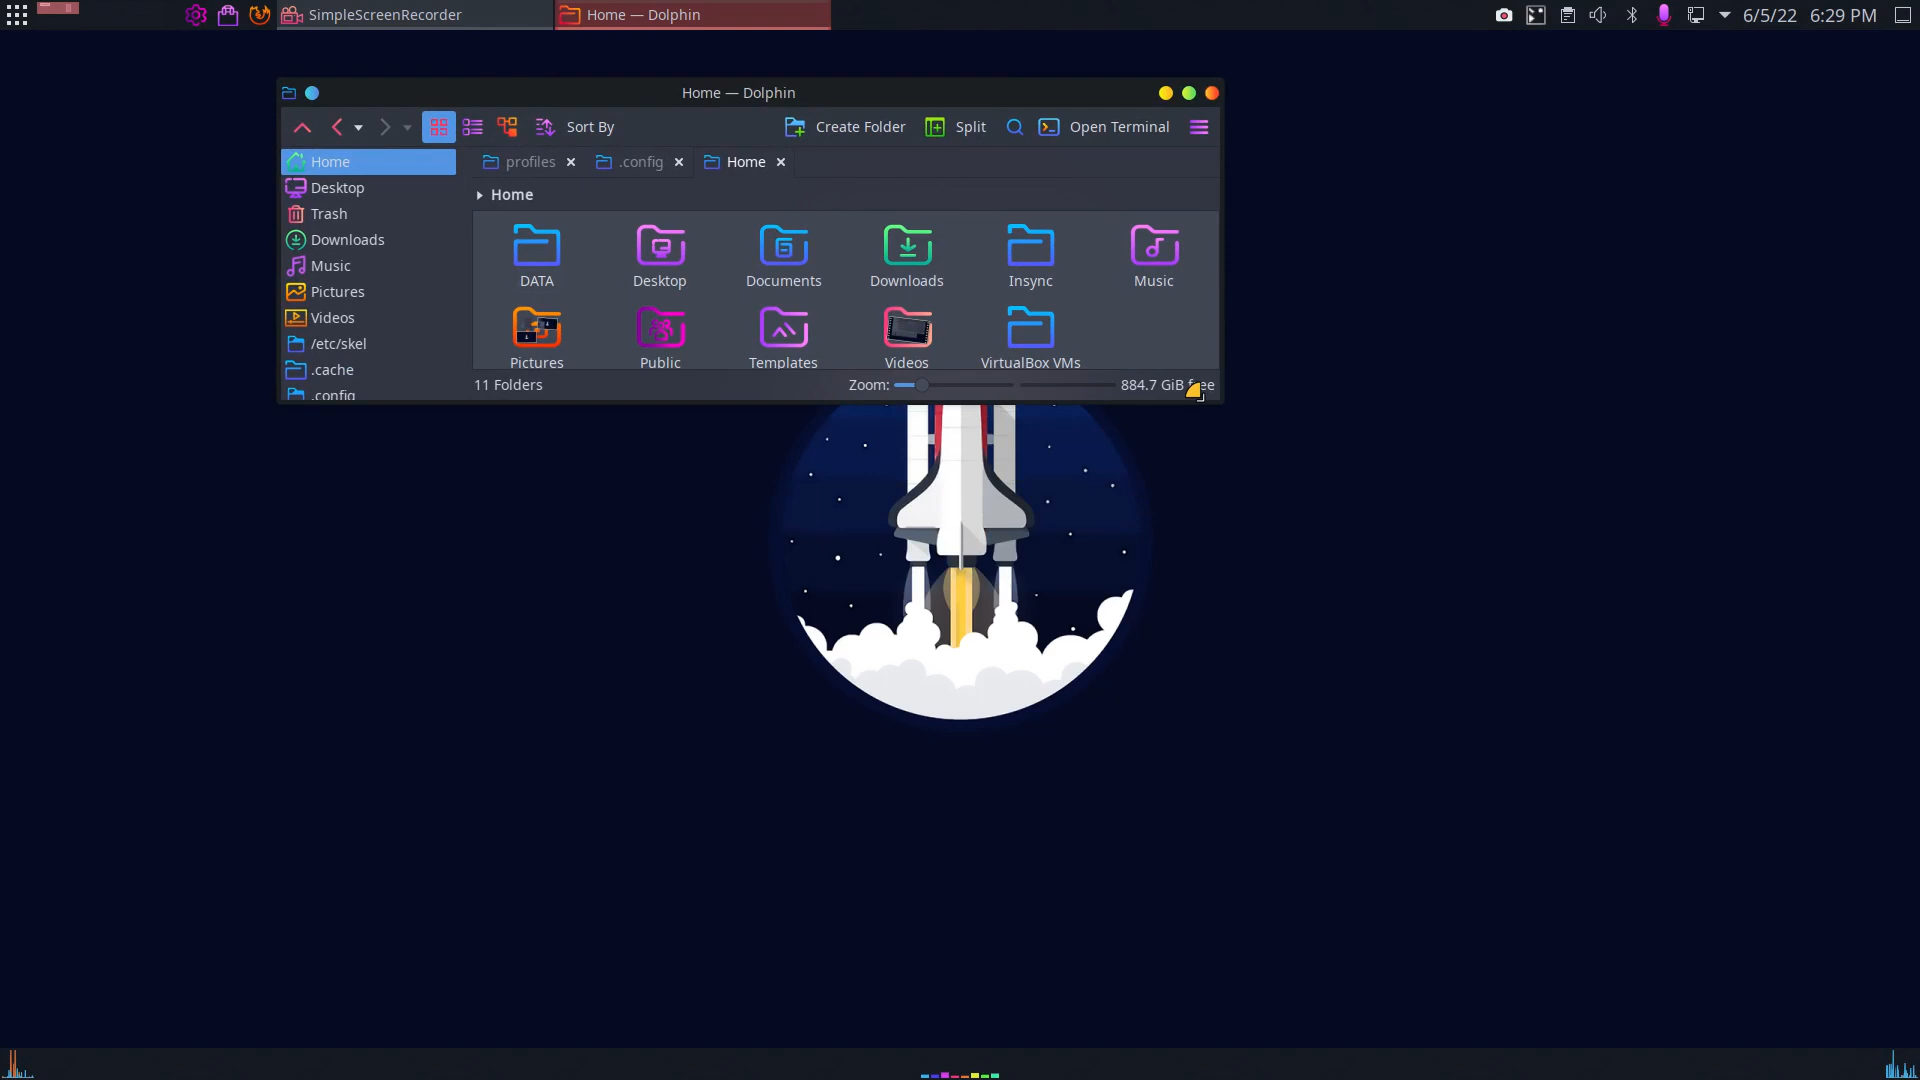 SimpleScreenRecorder
Home — Dolphin
6/5/22 6:29 PM
Home — Dolphin
Sort By
Create Folder
Split
Open Terminal
Home
Desktop
Trash
Downloads
Music
Pictures
Videos
/etc/skel
.cache
.config
profiles
.config
Home
Home
DATA
Desktop
Documents
Downloads
Insync
Music
Pictures
Public
Templates
Videos
VirtualBox VMs
11 Folders
Zoom:
884.7 GiB free